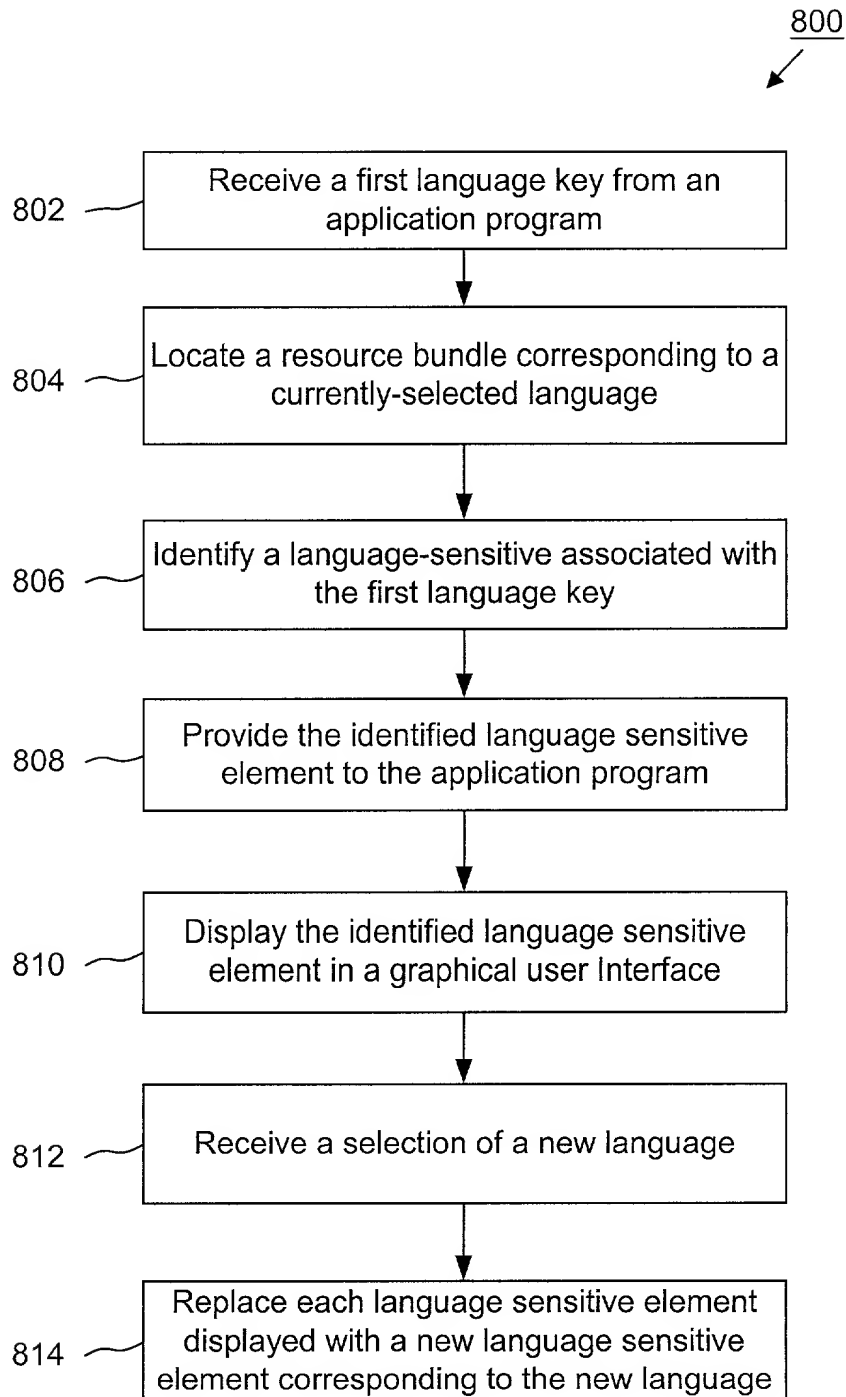 800
802
Receive a first language key from an
application program
804
Locate a resource bundle corresponding to a
currently-selected language
806
Identify a language-sensitive associated with
the first language key
808
Provide the identified language sensitive
element to the application program
810
Display the identified language sensitive
element in a graphical user Interface
812
Receive a selection of a new language
814
Replace each language sensitive element
displayed with a new language sensitive
element corresponding to the new language